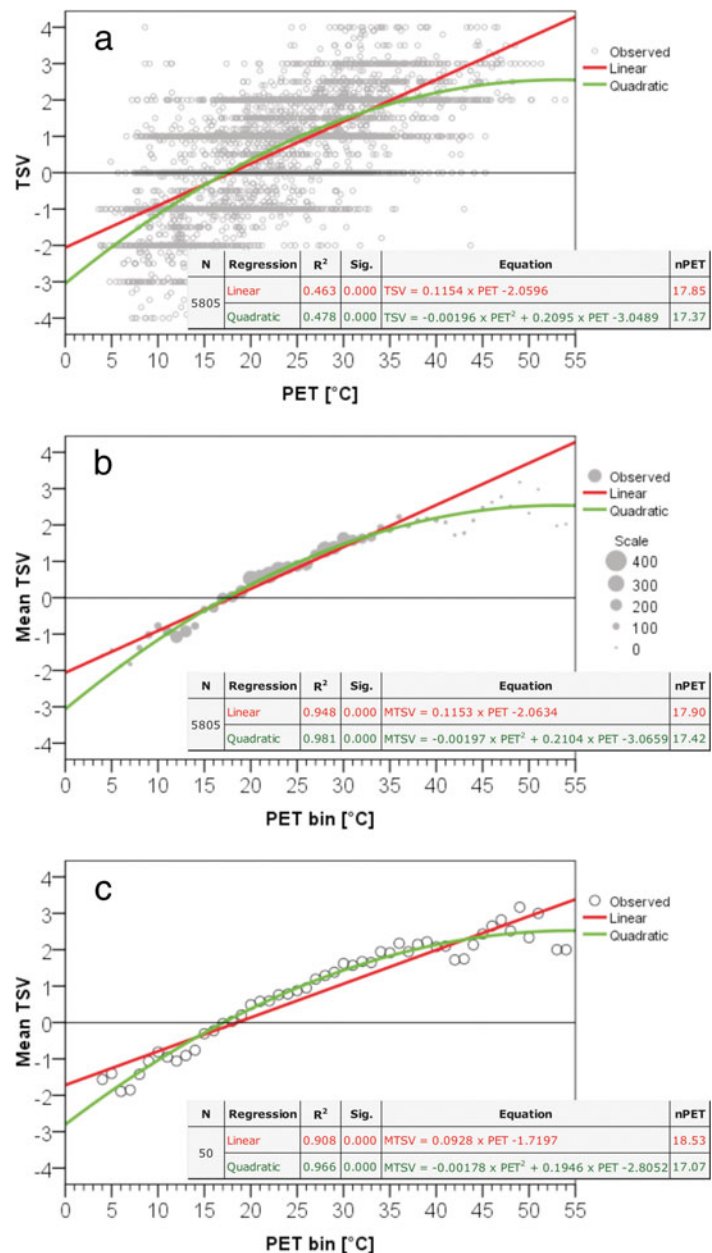 a
4
3
2
1
0
-1
-2
-3
-4
TSV
Observed
Linear
Quadratic
N Regression R² Sig. Equation nPET
5805
Linear 0.463 0.000 TSV = 0.1154 x PET -2.0596 17.85
Quadratic 0.478 0.000 TSV = -0.00196 x PET² + 0.2095 x PET -3.0489 17.37
0 5 10 15 20 25 30 35 40 45 50 55
PET [°C]
b
4
3
2
1
0
-1
-2
-3
-4
Mean TSV
Observed
Linear
Quadratic
Scale
400
300
200
100
0
N Regression R² Sig. Equation nPET
5805
Linear 0.948 0.000 MTSV = 0.1153 x PET -2.0634 17.90
Quadratic 0.981 0.000 MTSV = -0.00197 x PET² + 0.2104 x PET -3.0659 17.42
0 5 10 15 20 25 30 35 40 45 50 55
PET bin [°C]
c
4
3
2
1
0
-1
-2
-3
-4
Mean TSV
Observed
Linear
Quadratic
N Regression R² Sig. Equation nPET
50
Linear 0.908 0.000 MTSV = 0.0928 x PET -1.7197 18.53
Quadratic 0.966 0.000 MTSV = -0.00178 x PET² + 0.1946 x PET -2.8052 17.07
0 5 10 15 20 25 30 35 40 45 50 55
PET bin [°C]